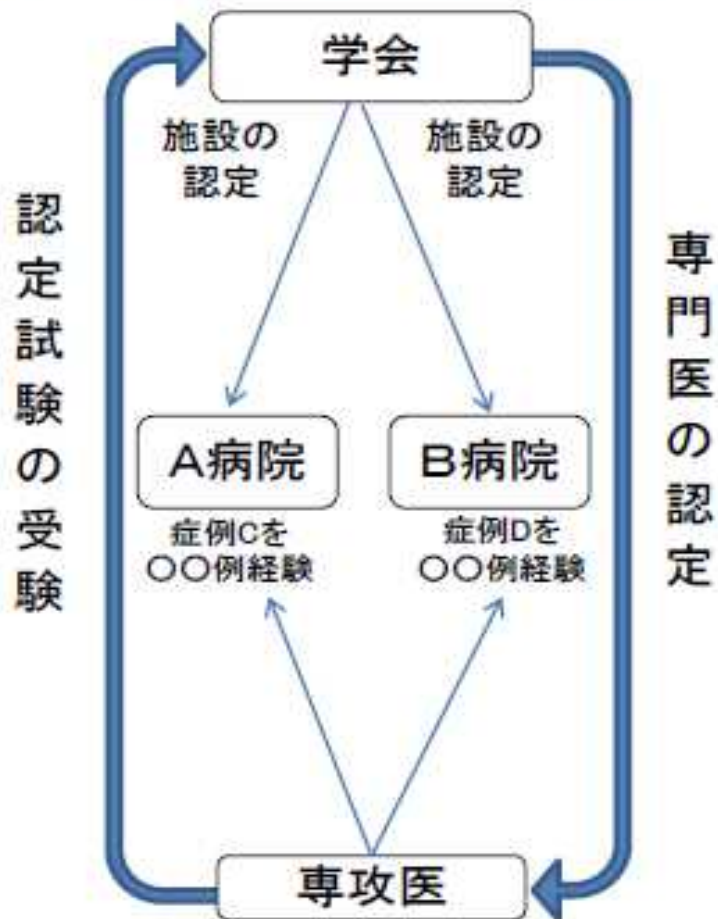 学会
施設の
認定
施設の
認定
認定試験の受験
専門医の認定
A病院
B病院
症例Cを
〇〇例経験
症例Dを
〇〇例経験
専攻医